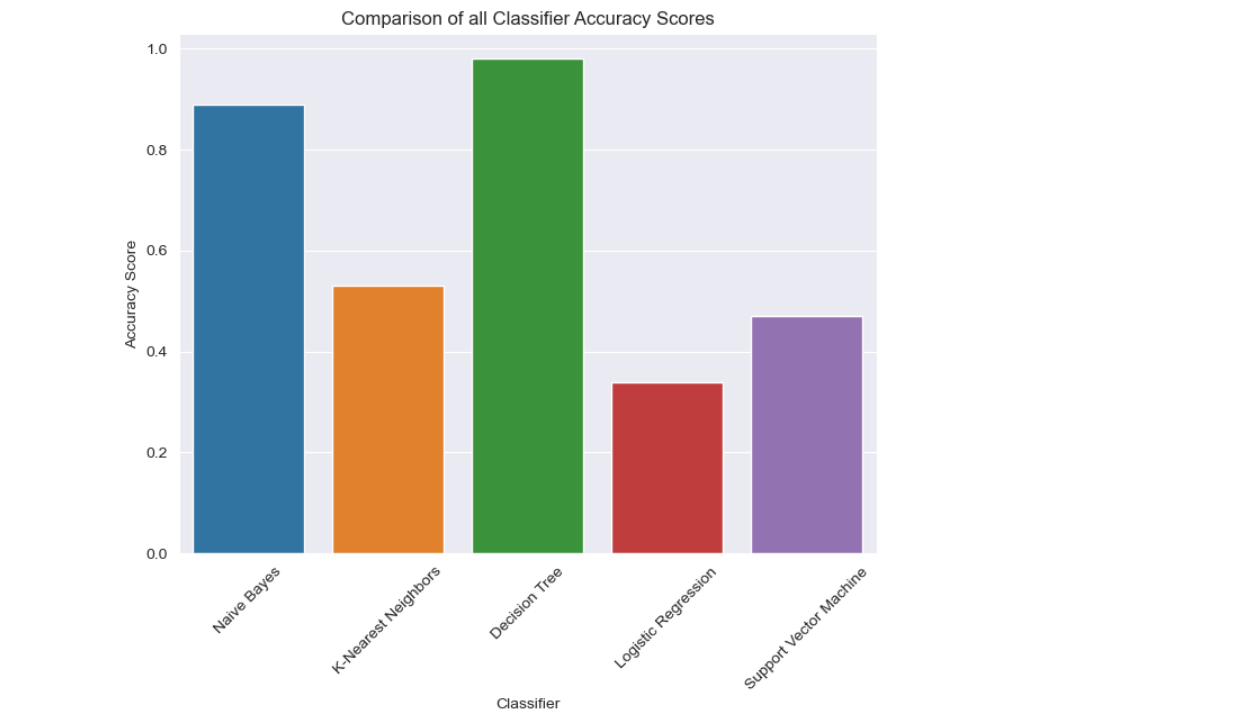 Comparison of all Classifier Accuracy Scores
1.0
0.8
0.6
0.4
0.2
0.0
Accuracy Score
Naive Bayes
K-Nearest Neighbors
Decision Tree
Logistic Regression
Support Vector Machine
Classifier